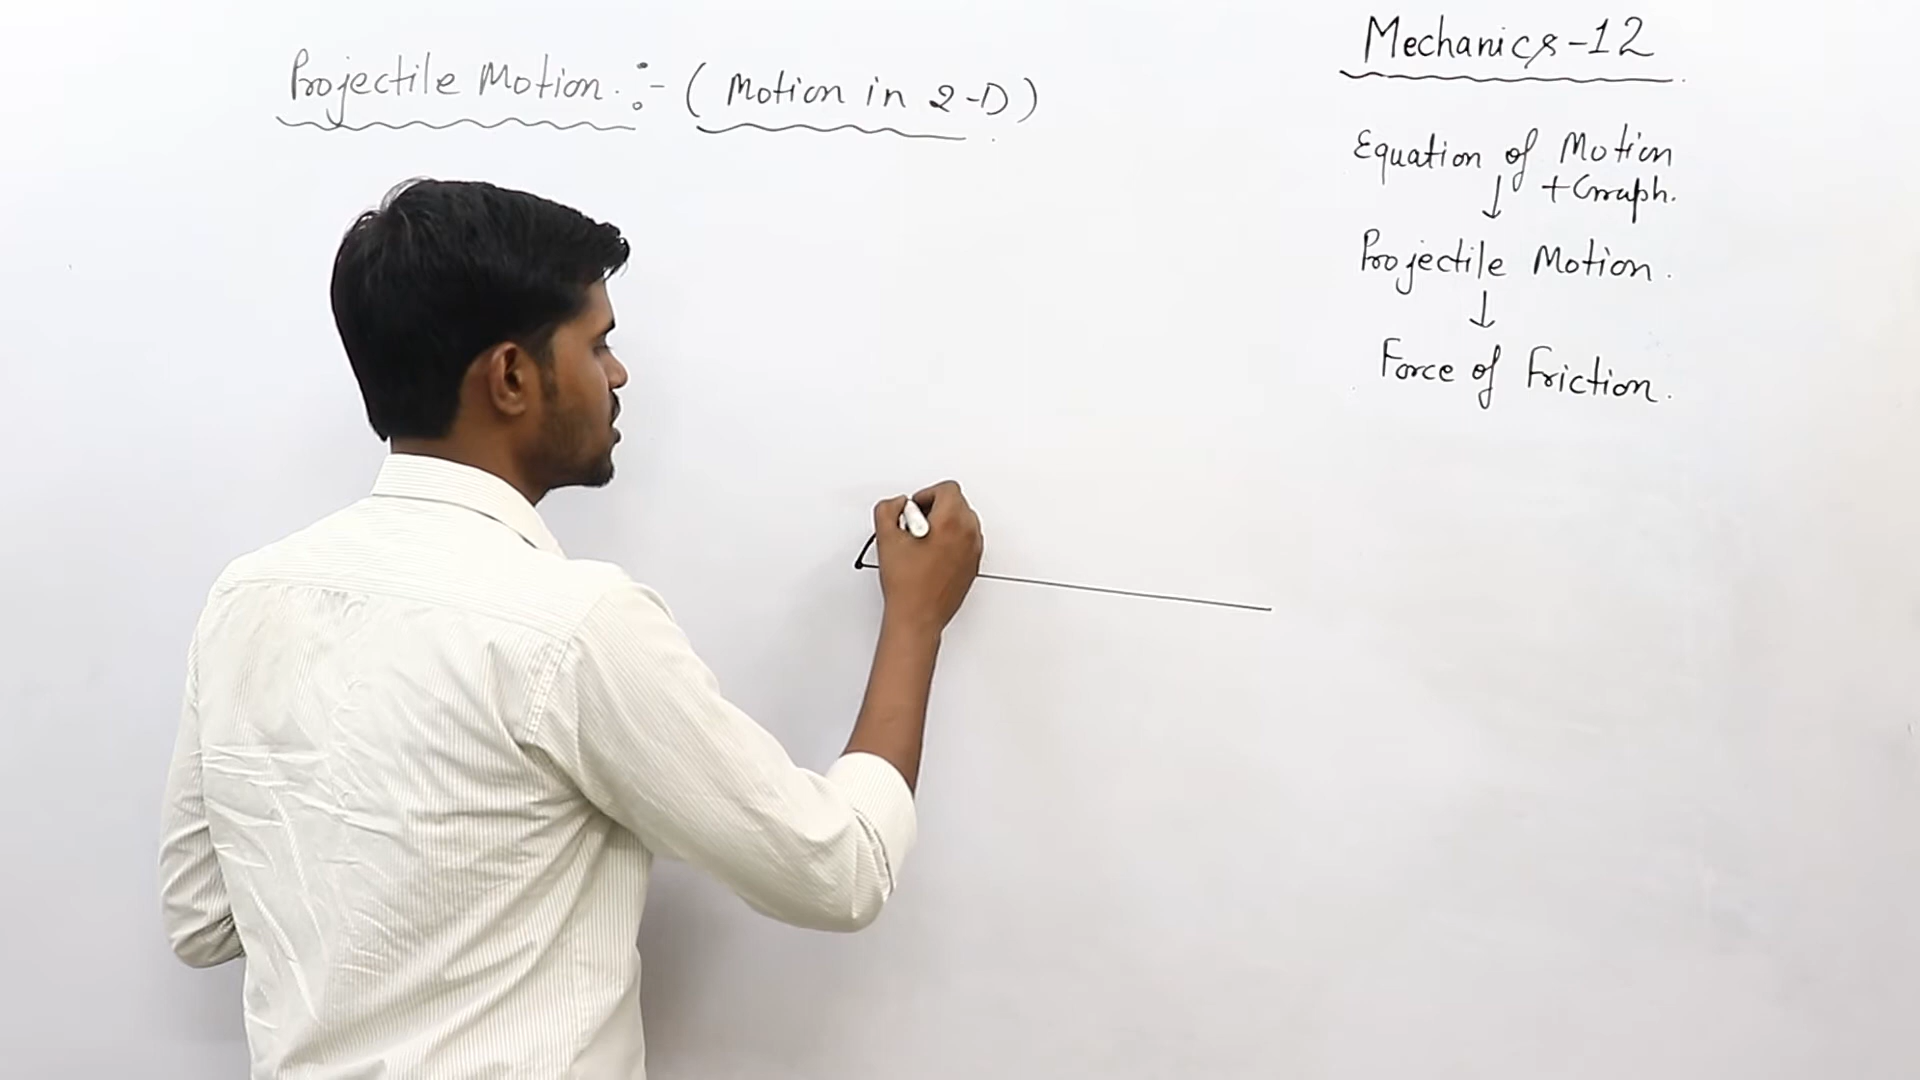 Projectile Motion :- (Motion in 2-D)
Mechanics-12
Equation of Motion
+Graph.
↓
Projectile Motion.
↓
Force of Friction.